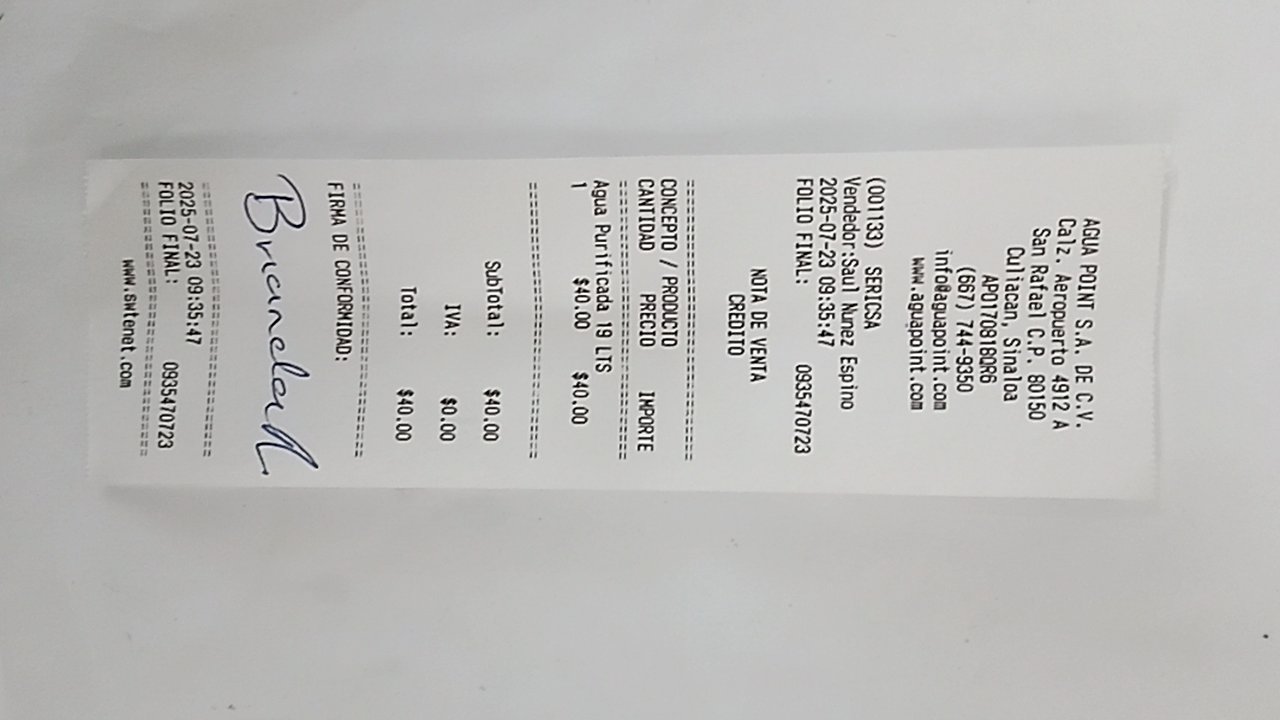 AGUA POINT S.A. DE C.V.
Calz. Aeropuerto 4912 A
San Rafael C.P. 80150
Culiacan, Sinaloa
APO170818QR6
(667) 744-9350
info@aguapoint.com
www.aguapoint.com
(001133) SERICSA
Vendedor:Saul Nunez Espino
2025-07-23 09:35:47
FOLIO FINAL: 0935470723
NOTA DE VENTA
CREDITO
==============================
CONCEPTO / PRODUCTO
CANTIDAD PRECIO IMPORTE
==============================
Agua Purificada 19 LTS
1 $40.00 $40.00
==============================
SubTotal: $40.00
IVA: $0.00
Total: $40.00
==============================
FIRMA DE CONFORMIDAD:
Brianda
==============================
2025-07-23 09:35:47
FOLIO FINAL: 0935470723
==============================
www.swtenet.com